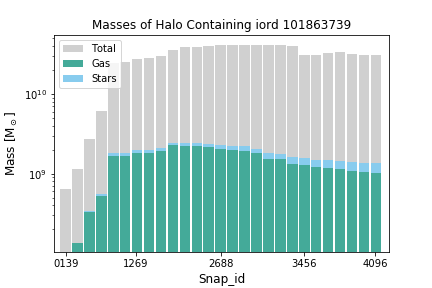 Masses of Halo Containing iord 101863739
Total
Gas
Stars
Mass [M_⊙]
10^10
10^9
0139
1269
2688
3456
4096
Snap_id